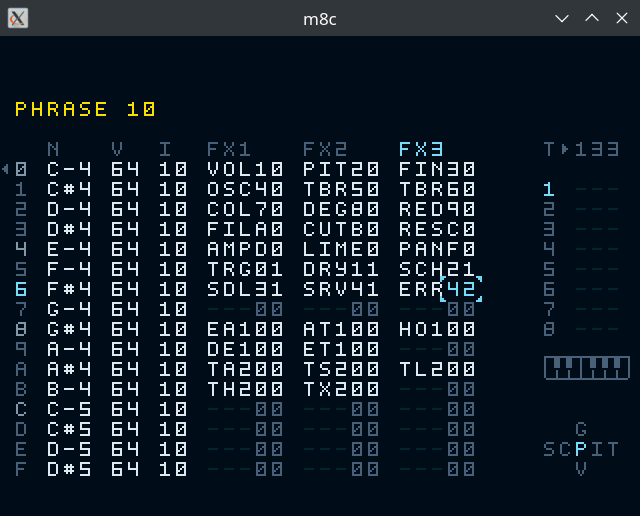 m8c
PHRASE 10
N V I FX1 FX2 FX3 T 133
0 C-4 64 10 VOL10 PIT20 FIN30
1 C#4 64 10 OSC40 TBR50 TBR60 1 ---
2 D-4 64 10 COL70 DEG80 RED90 2 ---
3 D#4 64 10 FILA0 CUTB0 RESC0 3 ---
4 E-4 64 10 AMPD0 LIME0 PANF0 4 ---
5 F-4 64 10 TRG01 DRY11 SCH21 5 ---
6 F#4 64 10 SDL31 SRV41 ERR42 6 ---
7 G-4 64 10 ---00 ---00 ---00 7 ---
8 G#4 64 10 EA100 AT100 HO100 8 ---
9 A-4 64 10 DE100 ET100 ---00
A A#4 64 10 TA200 TS200 TL200
B B-4 64 10 TH200 TX200 ---00
C C-5 64 10 ---00 ---00 ---00
D C#5 64 10 ---00 ---00 ---00 G
E D-5 64 10 ---00 ---00 ---00 SCPIT
F D#5 64 10 ---00 ---00 ---00 V